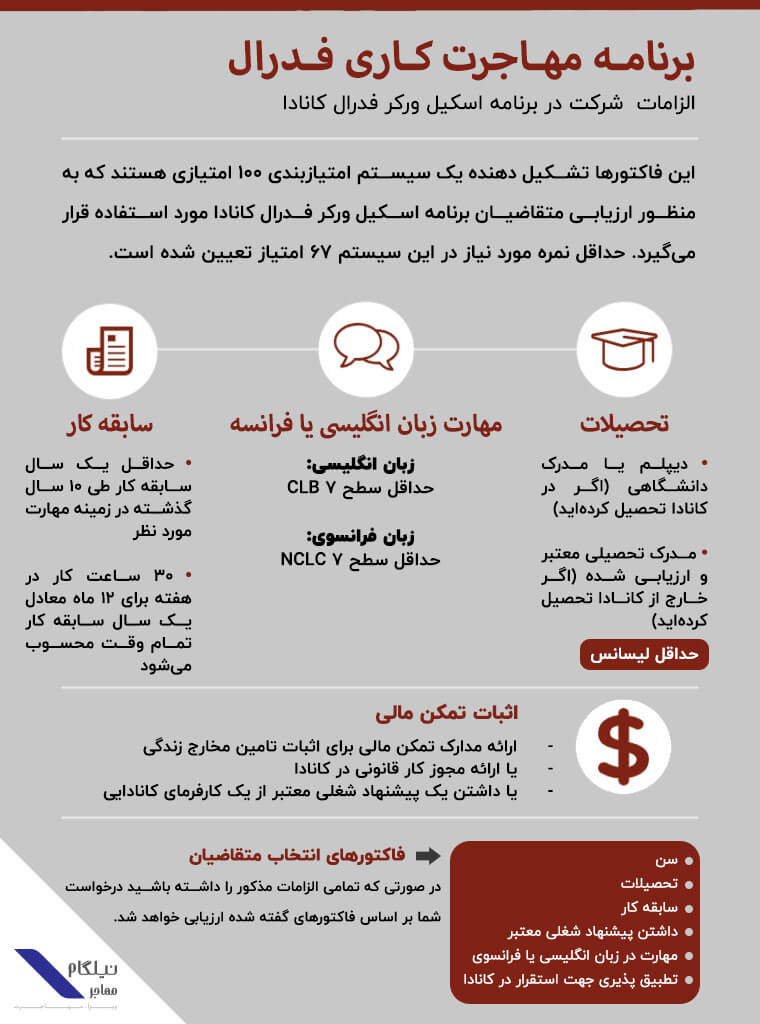 برنامه مهاجرت کاری فدرال
الزامات شرکت در برنامه اسکیل ورکر فدرال کانادا
این فاکتورها تشکیل دهنده یک سیستم امتیازبندی ۱۰۰ امتیازی هستند که به
منظور ارزیابی متقاضیان برنامه اسکیل ورکر فدرال کانادا مورد استفاده قرار
می‌گیرد. حداقل نمره مورد نیاز در این سیستم ۶۷ امتیاز تعیین شده است.
تحصیلات
• دیپلم یا مدرک
دانشگاهی (اگر در
کانادا تحصیل کرده‌اید)
• مدرک تحصیلی معتبر
و ارزیابی شده (اگر
خارج از کانادا تحصیل
کرده‌اید)
حداقل لیسانس
مهارت زبان انگلیسی یا فرانسه
زبان انگلیسی:
حداقل سطح ۷ CLB
زبان فرانسوی:
حداقل سطح ۷ NCLC
سابقه کار
• حداقل یک سال
سابقه کار طی ۱۰ سال
گذشته در زمینه مهارت
مورد نظر
• ۳۰ ساعت کار در
هفته برای ۱۲ ماه معادل
یک سال سابقه کار
تمام وقت محسوب
می‌شود
اثبات تمکن مالی
- ارائه مدارک تمکن مالی برای اثبات تامین مخارج زندگی
- یا ارائه مجوز کار قانونی در کانادا
- یا داشتن یک پیشنهاد شغلی معتبر از یک کارفرمای کانادایی
• سن
• تحصیلات
• سابقه کار
• داشتن پیشنهاد شغلی معتبر
• مهارت در زبان انگلیسی یا فرانسوی
• تطبیق پذیری جهت استقرار در کانادا
فاکتورهای انتخاب متقاضیان
در صورتی که تمامی الزامات مذکور را داشته باشید درخواست
شما بر اساس فاکتورهای گفته شده ارزیابی خواهد شد.
نیلگام
مهاجر